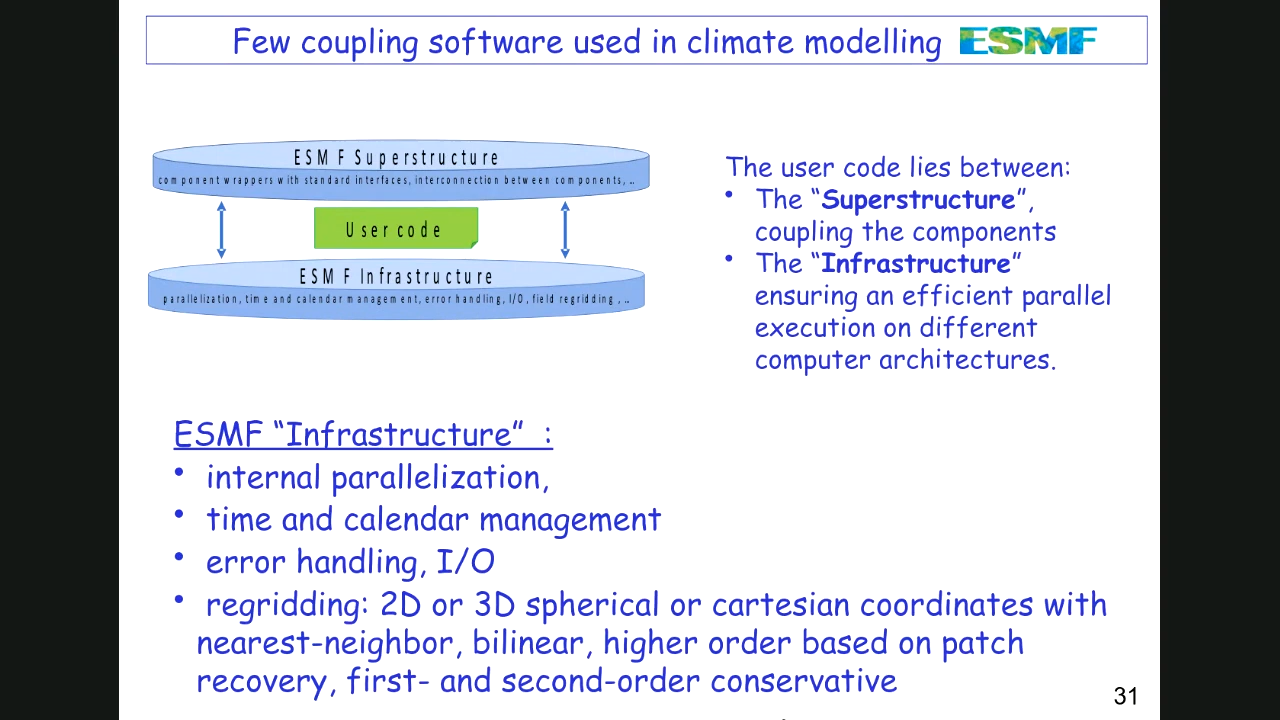 Few coupling software used in climate modelling ESMF
ESMF Superstructure
component wrappers with standard interfaces, interconnection between components, ..
User code
ESMF Infrastructure
parallelization, time and calendar management, error handling, I/O, field regridding , ..
The user code lies between:
• The “Superstructure”,
coupling the components
• The “Infrastructure”
ensuring an efficient parallel
execution on different
computer architectures.
ESMF “Infrastructure” :
• internal parallelization,
• time and calendar management
• error handling, I/O
• regridding: 2D or 3D spherical or cartesian coordinates with
nearest-neighbor, bilinear, higher order based on patch
recovery, first- and second-order conservative
31